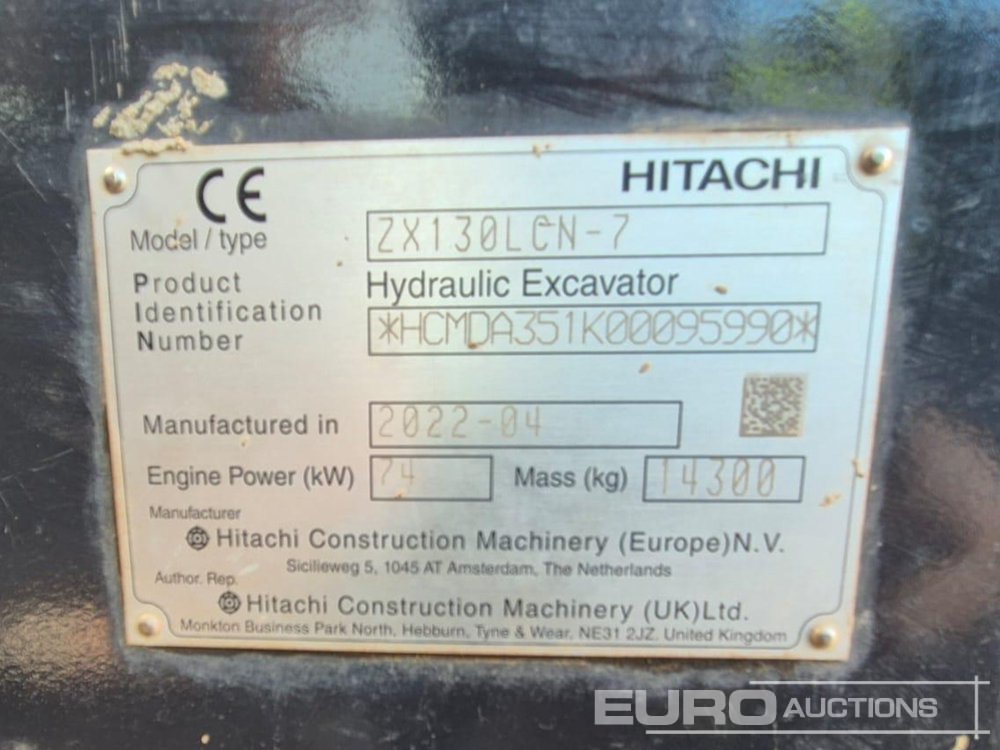 CE HITACHI
Model / type ZX130LCN-7
Product Hydraulic Excavator
Identification
Number *HCMDA351K00095990*
Manufactured in 2022-04
Engine Power (kW) 74 Mass (kg) 14300
Manufacturer
Hitachi Construction Machinery (Europe)N.V.
Sicilieweg 5, 1045 AT Amsterdam, The Netherlands
Author. Rep.
Hitachi Construction Machinery (UK)Ltd.
Monkton Business Park North, Hebburn, Tyne & Wear, NE31 2JZ, United Kingdom
EURO AUCTIONS